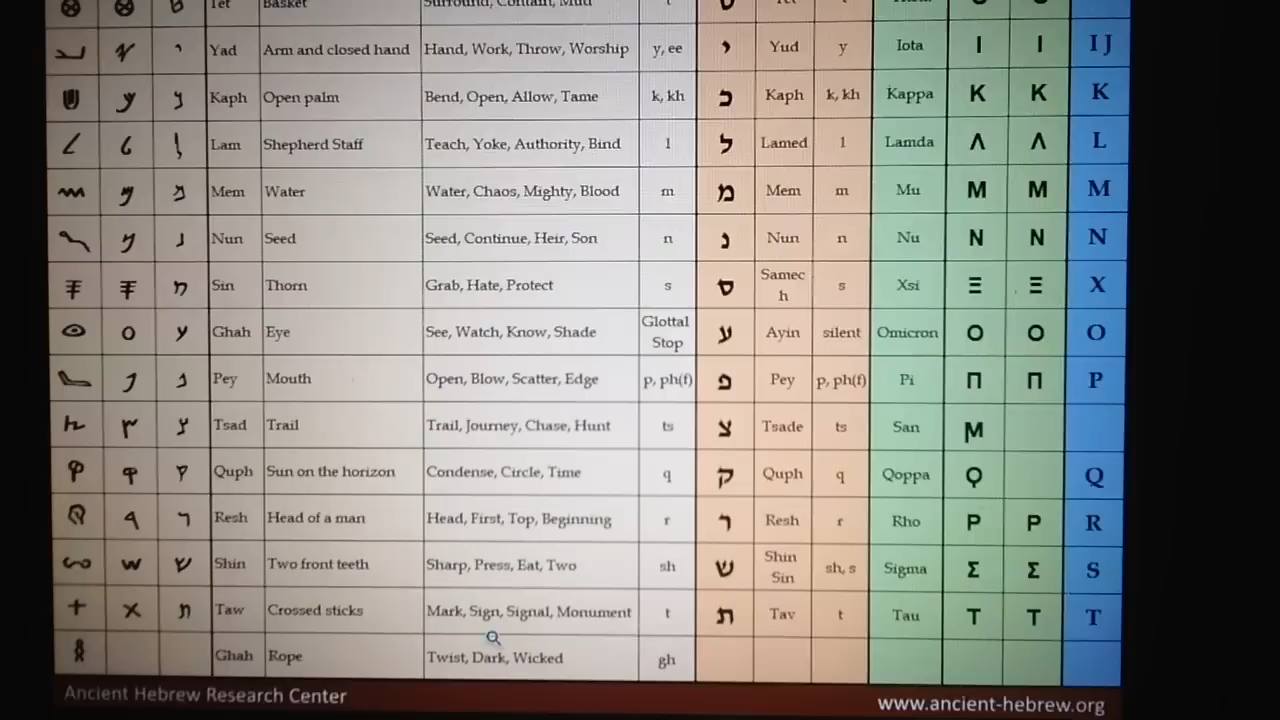 Tet Basket Surround, Contain, Mud t ט Tet t
Yad Arm and closed hand Hand, Work, Throw, Worship y, ee י Yud y Iota Ι Ι I J
Kaph Open palm Bend, Open, Allow, Tame k, kh כ Kaph k, kh Kappa Κ Κ K
Lam Shepherd Staff Teach, Yoke, Authority, Bind l ל Lamed l Lamda Λ Λ L
Mem Water Water, Chaos, Mighty, Blood m מ Mem m Mu Μ Μ M
Nun Seed Seed, Continue, Heir, Son n נ Nun n Nu Ν Ν N
Sin Thorn Grab, Hate, Protect s ס Samec
h s Xsi Ξ Ξ X
Ghah Eye See, Watch, Know, Shade Glottal
Stop ע Ayin silent Omicron Ο Ο O
Pey Mouth Open, Blow, Scatter, Edge p, ph(f) פ Pey p, ph(f) Pi Π Π P
Tsad Trail Trail, Journey, Chase, Hunt ts צ Tsade ts San Ϻ
Quph Sun on the horizon Condense, Circle, Time q ק Quph q Qoppa Ϙ Q
Resh Head of a man Head, First, Top, Beginning r ר Resh r Rho Ρ Ρ R
Shin Two front teeth Sharp, Press, Eat, Two sh ש Shin
Sin sh, s Sigma Σ Σ S
Taw Crossed sticks Mark, Sign, Signal, Monument t ת Tav t Tau Τ Τ T
Ghah Rope Twist, Dark, Wicked gh
Ancient Hebrew Research Center www.ancient-hebrew.org